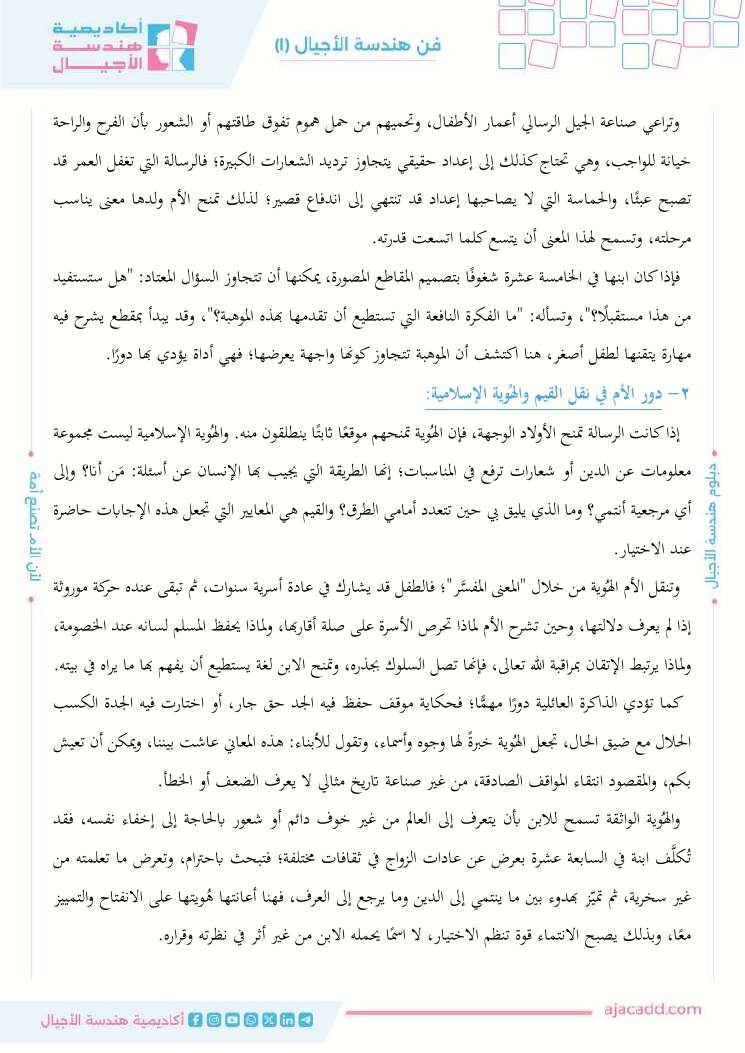 أكاديمية
هندسة
الأجيال
فن هندسة الأجيال (١)
وتراعي صناعة الجيل الرسالي أعمار الأطفال، وتحميهم من حمل هموم تفوق طاقتهم أو الشعور بأن الفرح والراحة
خيانة للواجب، وهي تحتاج كذلك إلى إعداد حقيقي يتجاوز ترديد الشعارات الكبيرة؛ فالرسالة التي تغفل العمر قد
تصبح عبئًا، والحماسة التي لا يصاحبها إعداد قد تنتهي إلى اندفاع قصير؛ لذلك تمنح الأم ولدها معنى يناسب
مرحلته، وتسمح لهذا المعنى أن يتسع كلما اتسعت قدرته.
فإذا كان ابنها في الخامسة عشرة شغوفًا بتصميم المقاطع المصورة، يمكنها أن تتجاوز السؤال المعتاد: "هل ستستفيد
من هذا مستقبلًا؟"، وتسأله: "ما الفكرة النافعة التي تستطيع أن تقدمها بهذه الموهبة؟"، وقد يبدأ بمقطع يشرح فيه
مهارة يتقنها لطفل أصغر، هنا اكتشف أن الموهبة تتجاوز كونها واجهة يعرضها؛ فهي أداة يؤدي بها دورًا.
٢- دور الأم في نقل القيم والهُوية الإسلامية:
إذا كانت الرسالة تمنح الأولاد الوجهة، فإن الهُوية تمنحهم موقعًا ثابتًا ينطلقون منه. والهُوية الإسلامية ليست مجموعة
معلومات عن الدين أو شعارات ترفع في المناسبات؛ إنها الطريقة التي يجيب بها الإنسان عن أسئلة: مَن أنا؟ وإلى
أي مرجعية أنتمي؟ وما الذي يليق بي حين تتعدد أمامي الطرق؟ والقيم هي المعايير التي تجعل هذه الإجابات حاضرة
عند الاختيار.
وتنقل الأم الهُوية من خلال "المعنى المفسَّر"؛ فالطفل قد يشارك في عادة أسرية سنوات، ثم تبقى عنده حركة موروثة
إذا لم يعرف دلالتها، وحين تشرح الأم لماذا تحرص الأسرة على صلة أقاربها، ولماذا يحفظ المسلم لسانه عند الخصومة،
ولماذا يرتبط الإتقان بمراقبة الله تعالى، فإنها تصل السلوك بجذره، وتمنح الابن لغة يستطيع أن يفهم بها ما يراه في بيته.
كما تؤدي الذاكرة العائلية دورًا مهمًّا؛ فحكاية موقف حفظ فيه الجد حق جار، أو اختارت فيه الجدة الكسب
الحلال مع ضيق الحال، تجعل الهُوية خبرةً لها وجوه وأسماء، وتقول للأبناء: هذه المعاني عاشت بيننا، ويمكن أن تعيش
بكم، والمقصود انتقاء المواقف الصادقة، من غير صناعة تاريخ مثالي لا يعرف الضعف أو الخطأ.
والهُوية الواثقة تسمح للابن بأن يتعرف إلى العالم من غير خوف دائم أو شعور بالحاجة إلى إخفاء نفسه، فقد
تُكلَّف ابنة في السابعة عشرة بعرض عن عادات الزواج في ثقافات مختلفة؛ فتبحث باحترام، وتعرض ما تعلمته من
غير سخرية، ثم تميّز بهدوء بين ما ينتمي إلى الدين وما يرجع إلى العرف، فهنا أعانتها هُويتها على الانفتاح والتمييز
معًا، وبذلك يصبح الانتماء قوة تنظم الاختيار، لا اسمًا يحمله الابن من غير أثر في نظرته وقراره.
دبلوم هندسة الأجيال
لأن الأم تصنع أمة
أكاديمية هندسة الأجيال
ajacadd.com